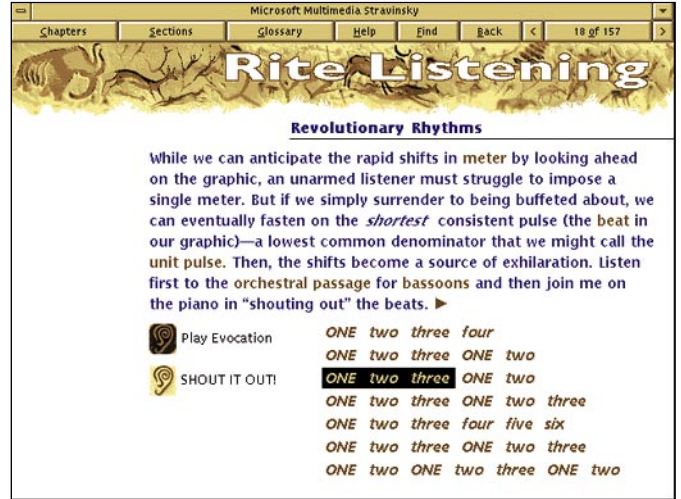 Microsoft Multimedia Stravinsky
Chapters Sections Glossary Help Find Back < 18 of 157 >
Rite Listening
Revolutionary Rhythms
While we can anticipate the rapid shifts in meter by looking ahead
on the graphic, an unarmed listener must struggle to impose a
single meter. But if we simply surrender to being buffeted about, we
can eventually fasten on the shortest consistent pulse (the beat in
our graphic)—a lowest common denominator that we might call the
unit pulse. Then, the shifts become a source of exhilaration. Listen
first to the orchestral passage for bassoons and then join me on
the piano in “shouting out” the beats. ►
Play Evocation
SHOUT IT OUT!
ONE two three four
ONE two three ONE two
ONE two three ONE two
ONE two three ONE two three
ONE two three four five six
ONE two three ONE two three
ONE two ONE two three ONE two